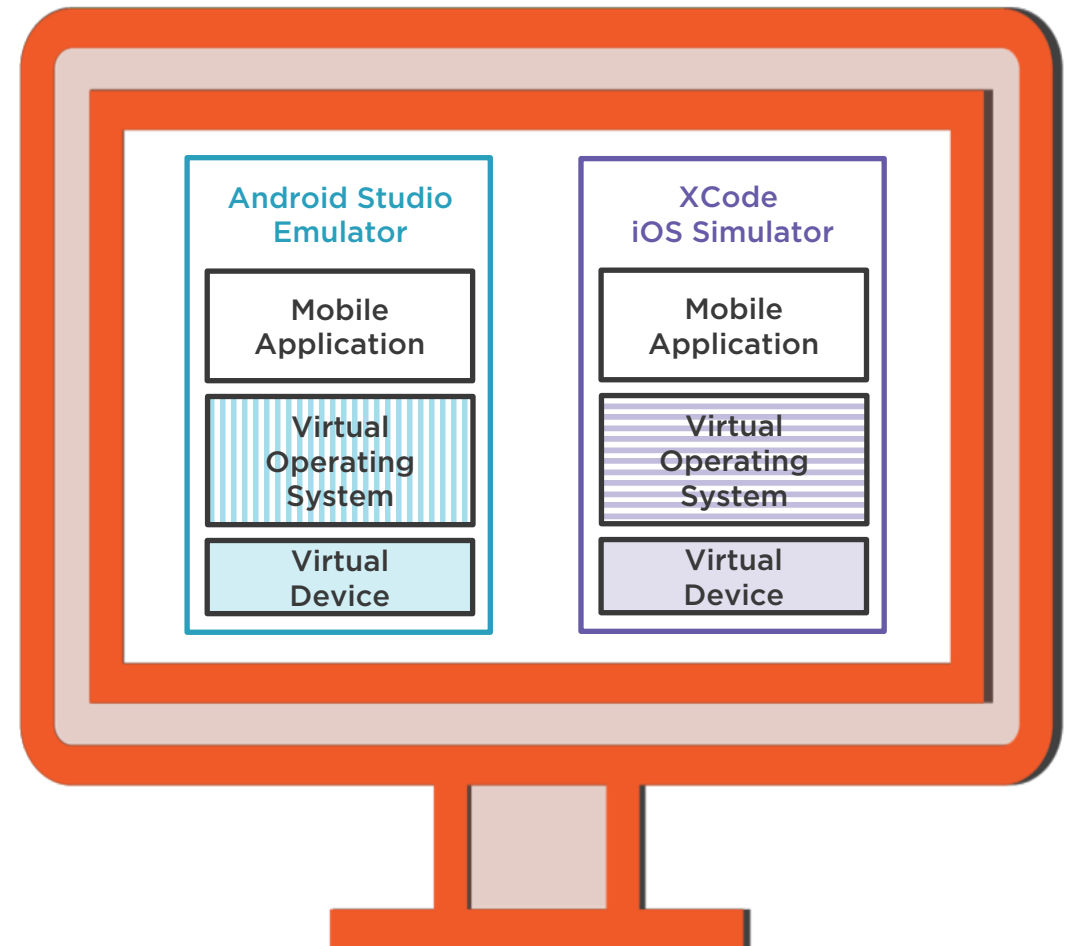 Android Studio
Emulator
Mobile
Application
Virtual
Operating
System
Virtual
Device
XCode
iOS Simulator
Mobile
Application
Virtual
Operating
System
Virtual
Device